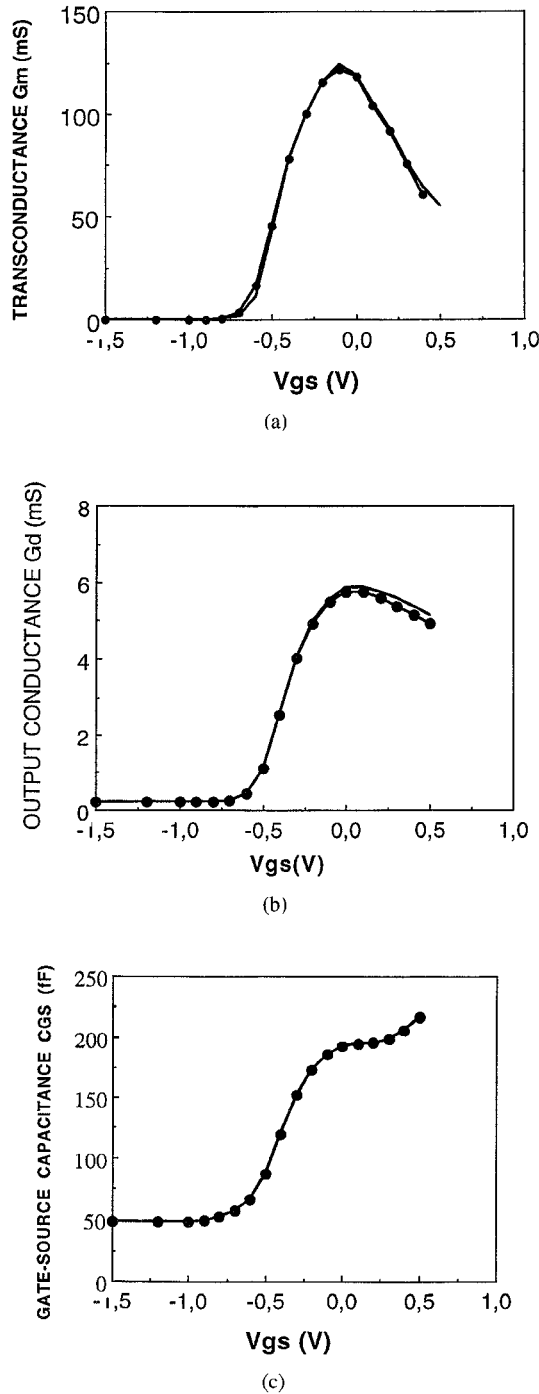 TRANSCONDUCTANCE Gm (mS)
150
100
50
0
-1,5 -1,0 -0,5 0,0 0,5 1,0
Vgs (V)
(a)
OUTPUT CONDUCTANCE Gd (mS)
8
6
4
2
0
-1,5 -1,0 -0,5 0,0 0,5 1,0
Vgs(V)
(b)
GATE-SOURCE CAPACITANCE CGS (fF)
250
200
150
100
50
0
-1,5 -1,0 -0,5 0,0 0,5 1,0
Vgs (V)
(c)